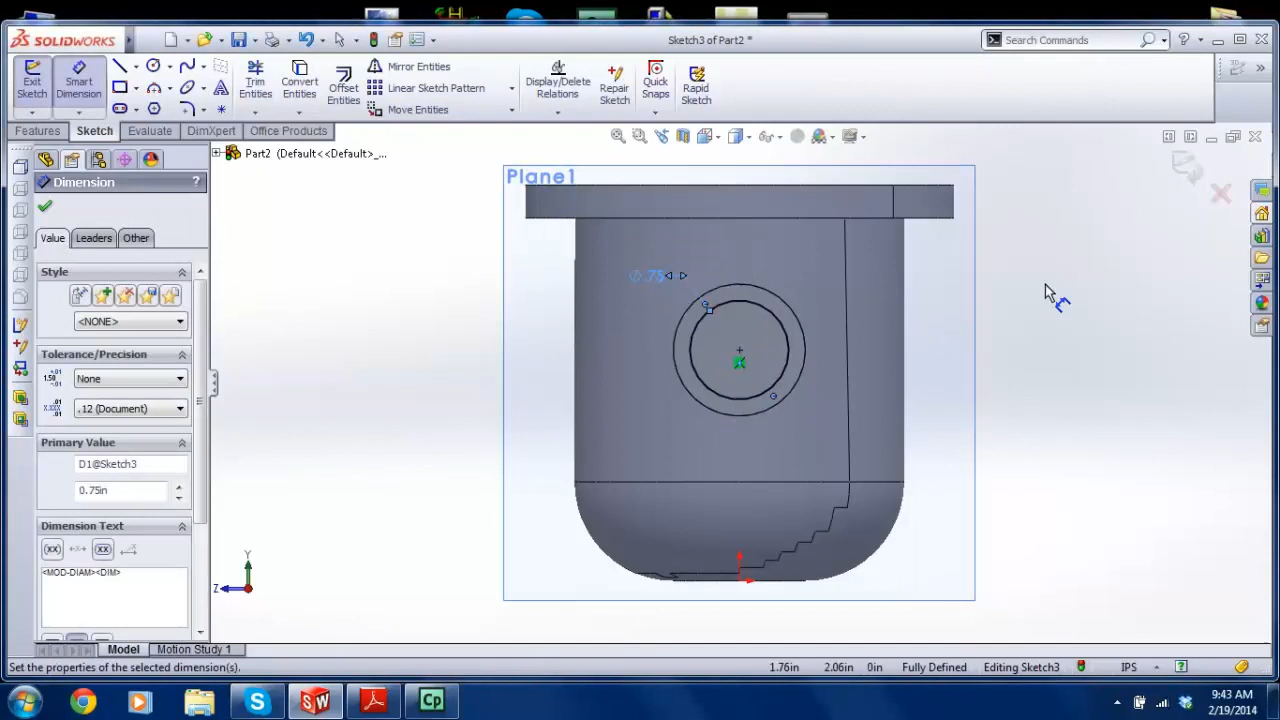 SOLIDWORKS
Sketch3 of Part2 *
Search Commands
Exit Sketch
Smart Dimension
Trim Entities
Convert Entities
Offset Entities
Mirror Entities
Linear Sketch Pattern
Move Entities
Display/Delete Relations
Repair Sketch
Quick Snaps
Rapid Sketch
Features
Sketch
Evaluate
DimXpert
Office Products
Part2 (Default<<Default>_...
Dimension
?
Value
Leaders
Other
Style
<NONE>
Tolerance/Precision
None
.12 (Document)
Primary Value
D1@Sketch3
0.75in
Dimension Text
<MOD-DIAM><DIM>
Plane1
∅.75
Y
Z
Model
Motion Study 1
Set the properties of the selected dimension(s).
1.76in
2.06in
0in
Fully Defined
Editing Sketch3
IPS
9:43 AM
2/19/2014